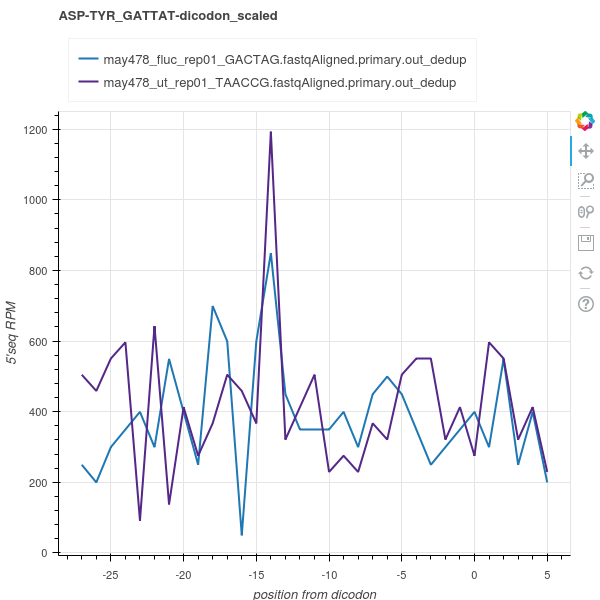 ASP-TYR_GATTAT-dicodon_scaled
may478_fluc_rep01_GACTAG.fastqAligned.primary.out_dedup
may478_ut_rep01_TAACCG.fastqAligned.primary.out_dedup
1200
1000
800
600
400
200
0
5'seq RPM
-25 -20 -15 -10 -5 0 5
position from dicodon